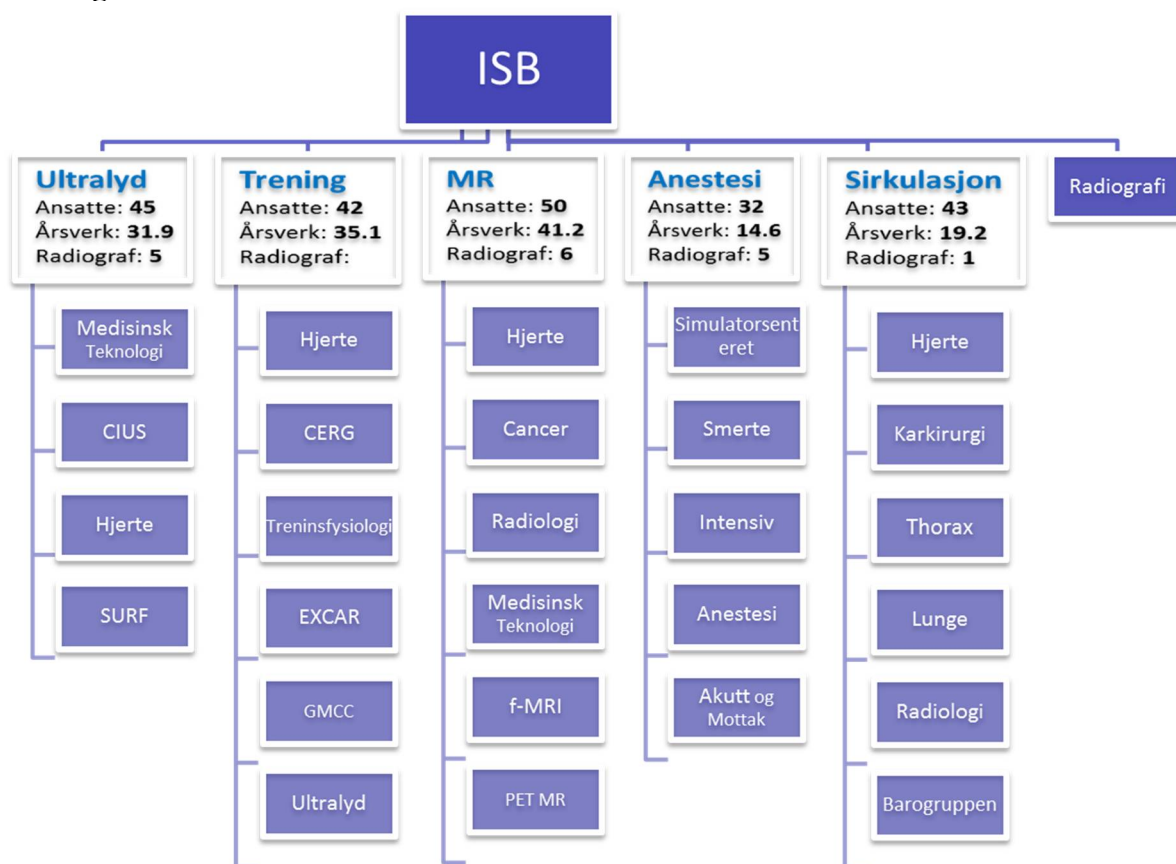 ISB
Ultralyd
Ansatte: 45
Årsverk: 31.9
Radiograf: 5
Medisinsk
Teknologi
CIUS
Hjerte
SURF
Trening
Ansatte: 42
Årsverk: 35.1
Radiograf:
Hjerte
CERG
Treninsfysiologi
EXCAR
GMCC
Ultralyd
MR
Ansatte: 50
Årsverk: 41.2
Radiograf: 6
Hjerte
Cancer
Radiologi
Medisinsk
Teknologi
f-MRI
PET MR
Anestesi
Ansatte: 32
Årsverk: 14.6
Radiograf: 5
Simulatorsent
eret
Smerte
Intensiv
Anestesi
Akutt og
Mottak
Sirkulasjon
Ansatte: 43
Årsverk: 19.2
Radiograf: 1
Hjerte
Karkirurgi
Thorax
Lunge
Radiologi
Barogruppen
Radiografi